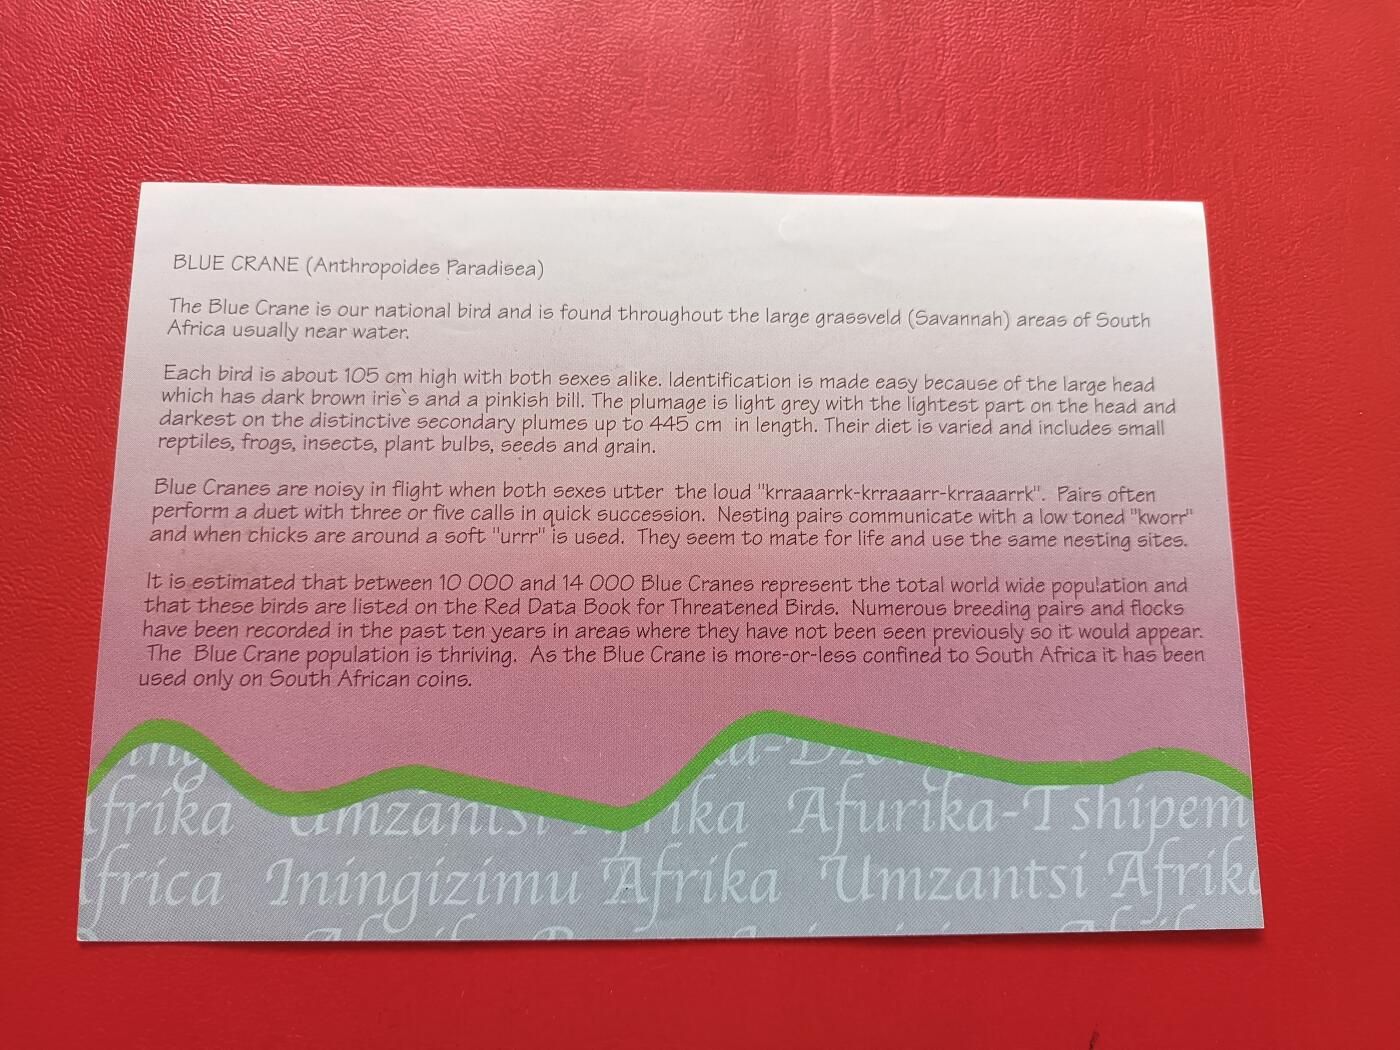 BLUE CRANE (Anthropoides Paradisea)
The Blue Crane is our national bird and is found throughout the large grassveld (Savannah) areas of South
Africa usually near water.
Each bird is about 105 cm high with both sexes alike. Identification is made easy because of the large head
which has dark brown iris`s and a pinkish bill. The plumage is light grey with the lightest part on the head and
darkest on the distinctive secondary plumes up to 445 cm in length. Their diet is varied and includes small
reptiles, frogs, insects, plant bulbs, seeds and grain.
Blue Cranes are noisy in flight when both sexes utter the loud "krraaarrk-krraaarr-krraaarrk". Pairs often
perform a duet with three or five calls in quick succession. Nesting pairs communicate with a low toned "kworr"
and when chicks are around a soft "urrr" is used. They seem to mate for life and use the same nesting sites.
It is estimated that between 10 000 and 14 000 Blue Cranes represent the total world wide population and
that these birds are listed on the Red Data Book for Threatened Birds. Numerous breeding pairs and flocks
have been recorded in the past ten years in areas where they have not been seen previously so it would appear.
The Blue Crane population is thriving. As the Blue Crane is more-or-less confined to South Africa it has been
used only on South African coins.
frika Umzantsi Afrika Afurika-Tshipem
frica Iningizimu Afrika Umzantsi Afrika